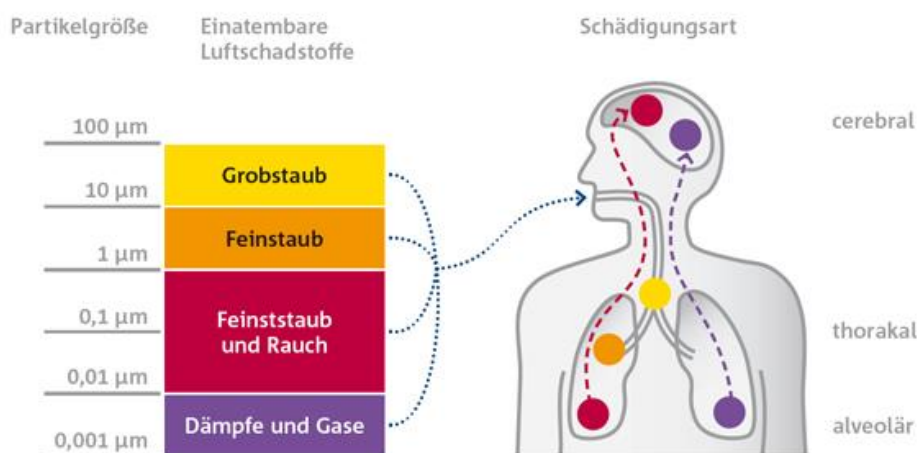 Partikelgröße
Einatembare
Luftschadstoffe
Schädigungsart
100 µm
10 µm
1 µm
0,1 µm
0,01 µm
0,001 µm
Grobstaub
Feinstaub
Feinststaub
und Rauch
Dämpfe und Gase
cerebral
thorakal
alveolär